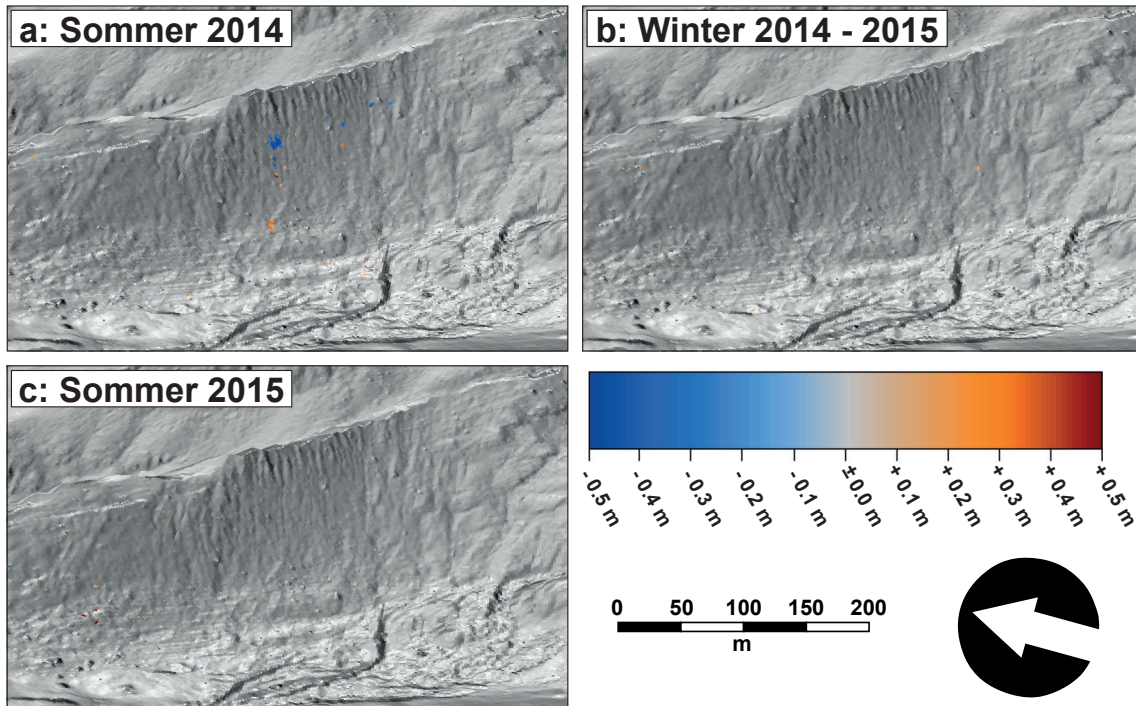 a: Sommer 2014
b: Winter 2014 - 2015
c: Sommer 2015
- 0.5 m
- 0.4 m
- 0.3 m
- 0.2 m
- 0.1 m
±0.0 m
+ 0.1 m
+ 0.2 m
+ 0.3 m
+ 0.4 m
+ 0.5 m
0 50 100 150 200
m